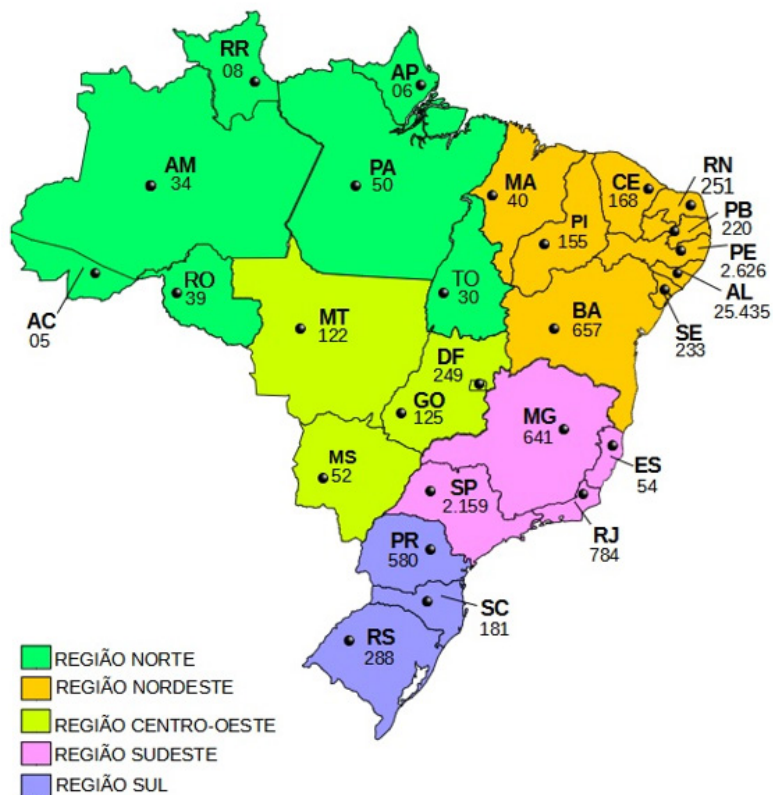 RR
08
AP
06
AM
34
PA
50
MA
40
CE
168
RN
251
PB
220
PI
155
PE
2.626
AL
25.435
SE
233
AC
05
RO
39
TO
30
MT
122
BA
657
DF
249
GO
125
MG
641
MS
52
ES
54
SP
2.159
RJ
784
PR
580
SC
181
RS
288
REGIÃO NORTE
REGIÃO NORDESTE
REGIÃO CENTRO-OESTE
REGIÃO SUDESTE
REGIÃO SUL